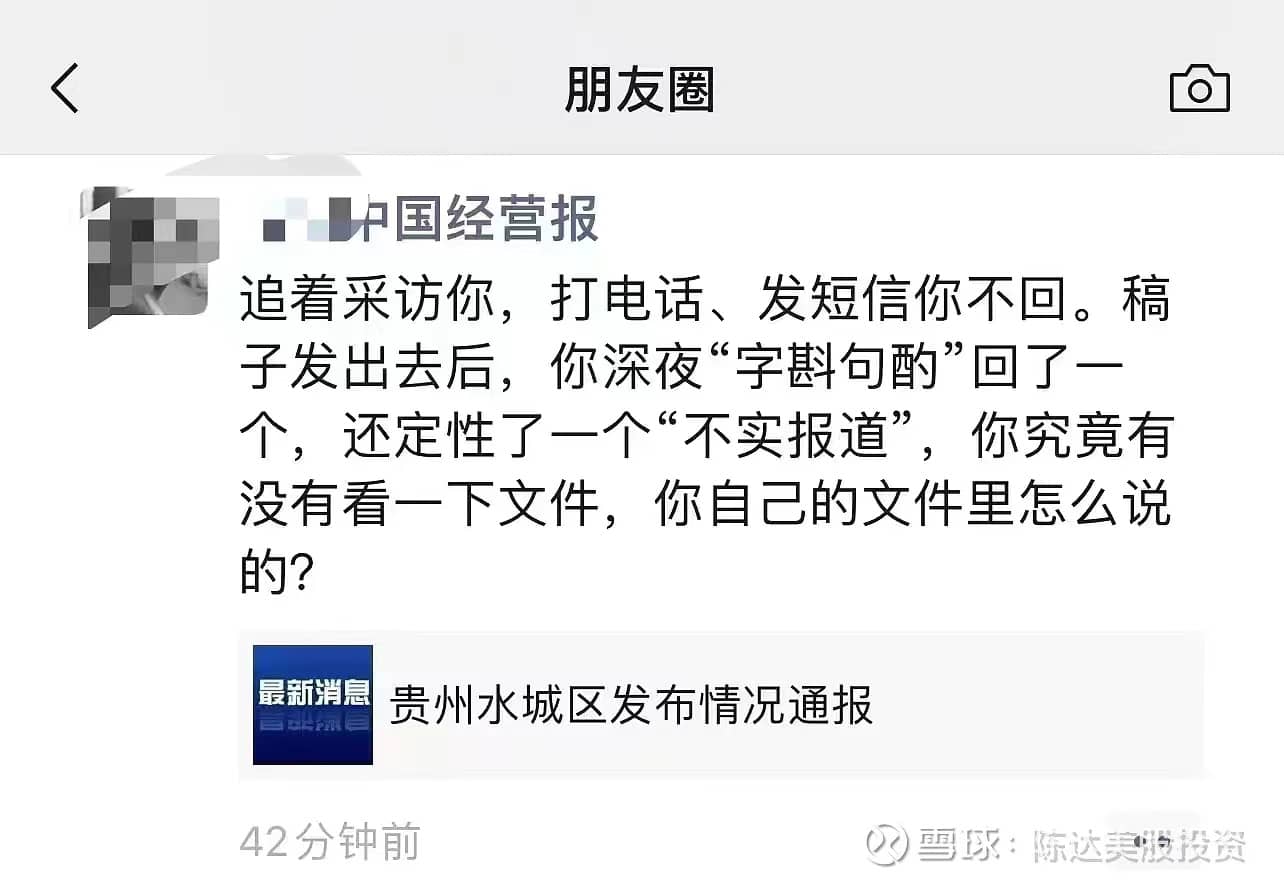 朋友圈
中国经营报
追着采访你，打电话、发短信你不回。稿
子发出去后，你深夜“字斟句酌”回了一
个，还定性了一个“不实报道”，你究竟有
没有看一下文件，你自己的文件里怎么说
的？
最新消息
贵州水城区发布情况通报
42分钟前
雪球：陈达美股投资